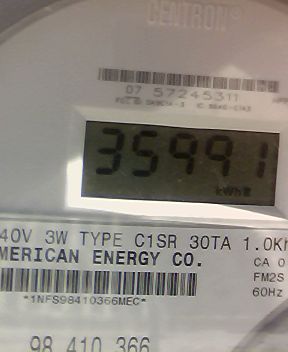 CENTRON®
07 57245311
35991
kWh
40V 3W TYPE C1SR 30TA 1.0Kh
MERICAN ENERGY CO.
CA 0
FM2S
60Hz
*1NFS98410366MEC*
98 410 366